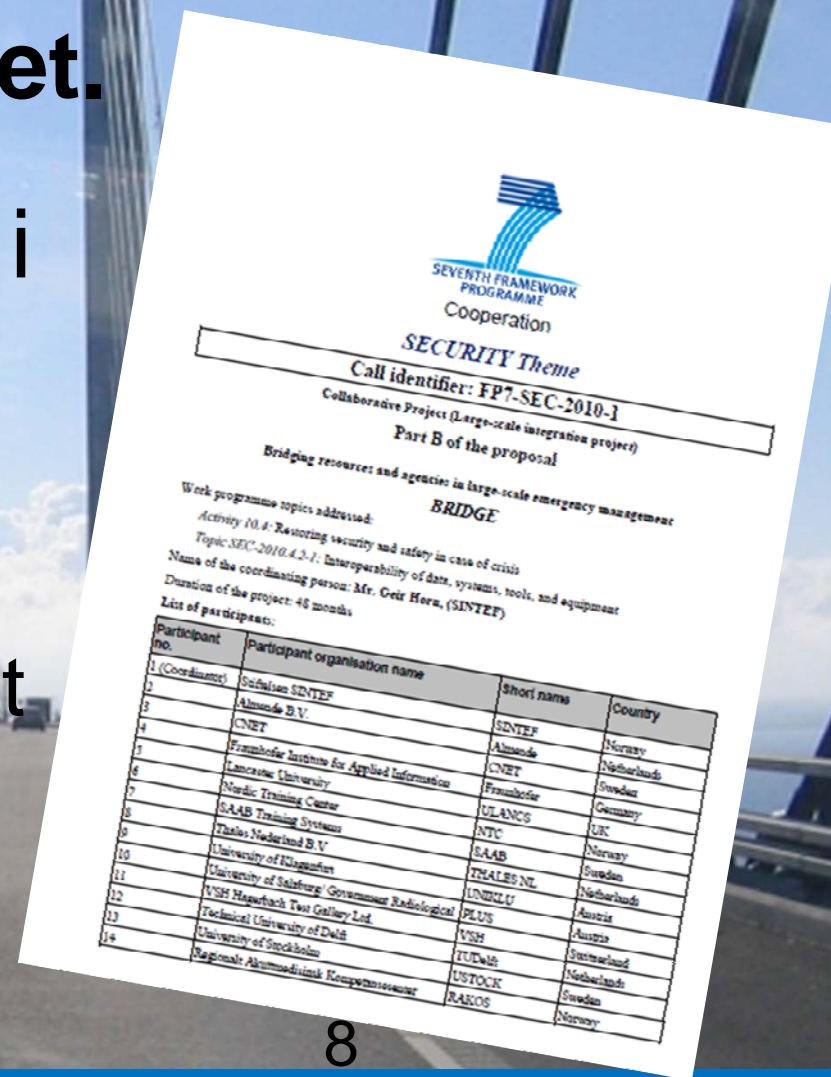 et.
i
t
SEVENTH FRAMEWORK
PROGRAMME
Cooperation
SECURITY Theme
Call identifier: FP7-SEC-2010-1
Collaborative Project (Large-scale integration project)
Part B of the proposal
Bridging resources and agencies in large-scale emergency management
BRIDGE
Work programme topics addressed:
Activity 10.4: Restoring security and safety in case of crisis
Topic SEC-2010.4.2-1: Interoperability of data, systems, tools, and equipment
Name of the coordinating person: Mr. Geir Horn, (SINTEF)
Duration of the project: 48 months
List of participants:
Participant no. Participant organisation name Short name Country
1 (Coordinator) Stiftelsen SINTEF SINTEF Norway
2 Almende B.V. Almende Netherlands
3 CNET CNET Sweden
4 Fraunhofer Institute for Applied Information Fraunhofer Germany
5 Lancaster University ULANCS UK
6 Nordic Training Center NTC Norway
7 SAAB Training Systems SAAB Sweden
8 Thales Nederland B.V THALES NL Netherlands
9 University of Klagenfurt UNIKLU Austria
10 University of Salzburg/ Government Radiological PLUS Austria
11 VSH Hagerbach Test Gallery Ltd. VSH Switzerland
12 Technical University of Delft TUDelft Netherlands
13 University of Stockholm USTOCK Sweden
14 Regionalt Akuttmedisinsk Kompetansesenter RAKOS Norway
8